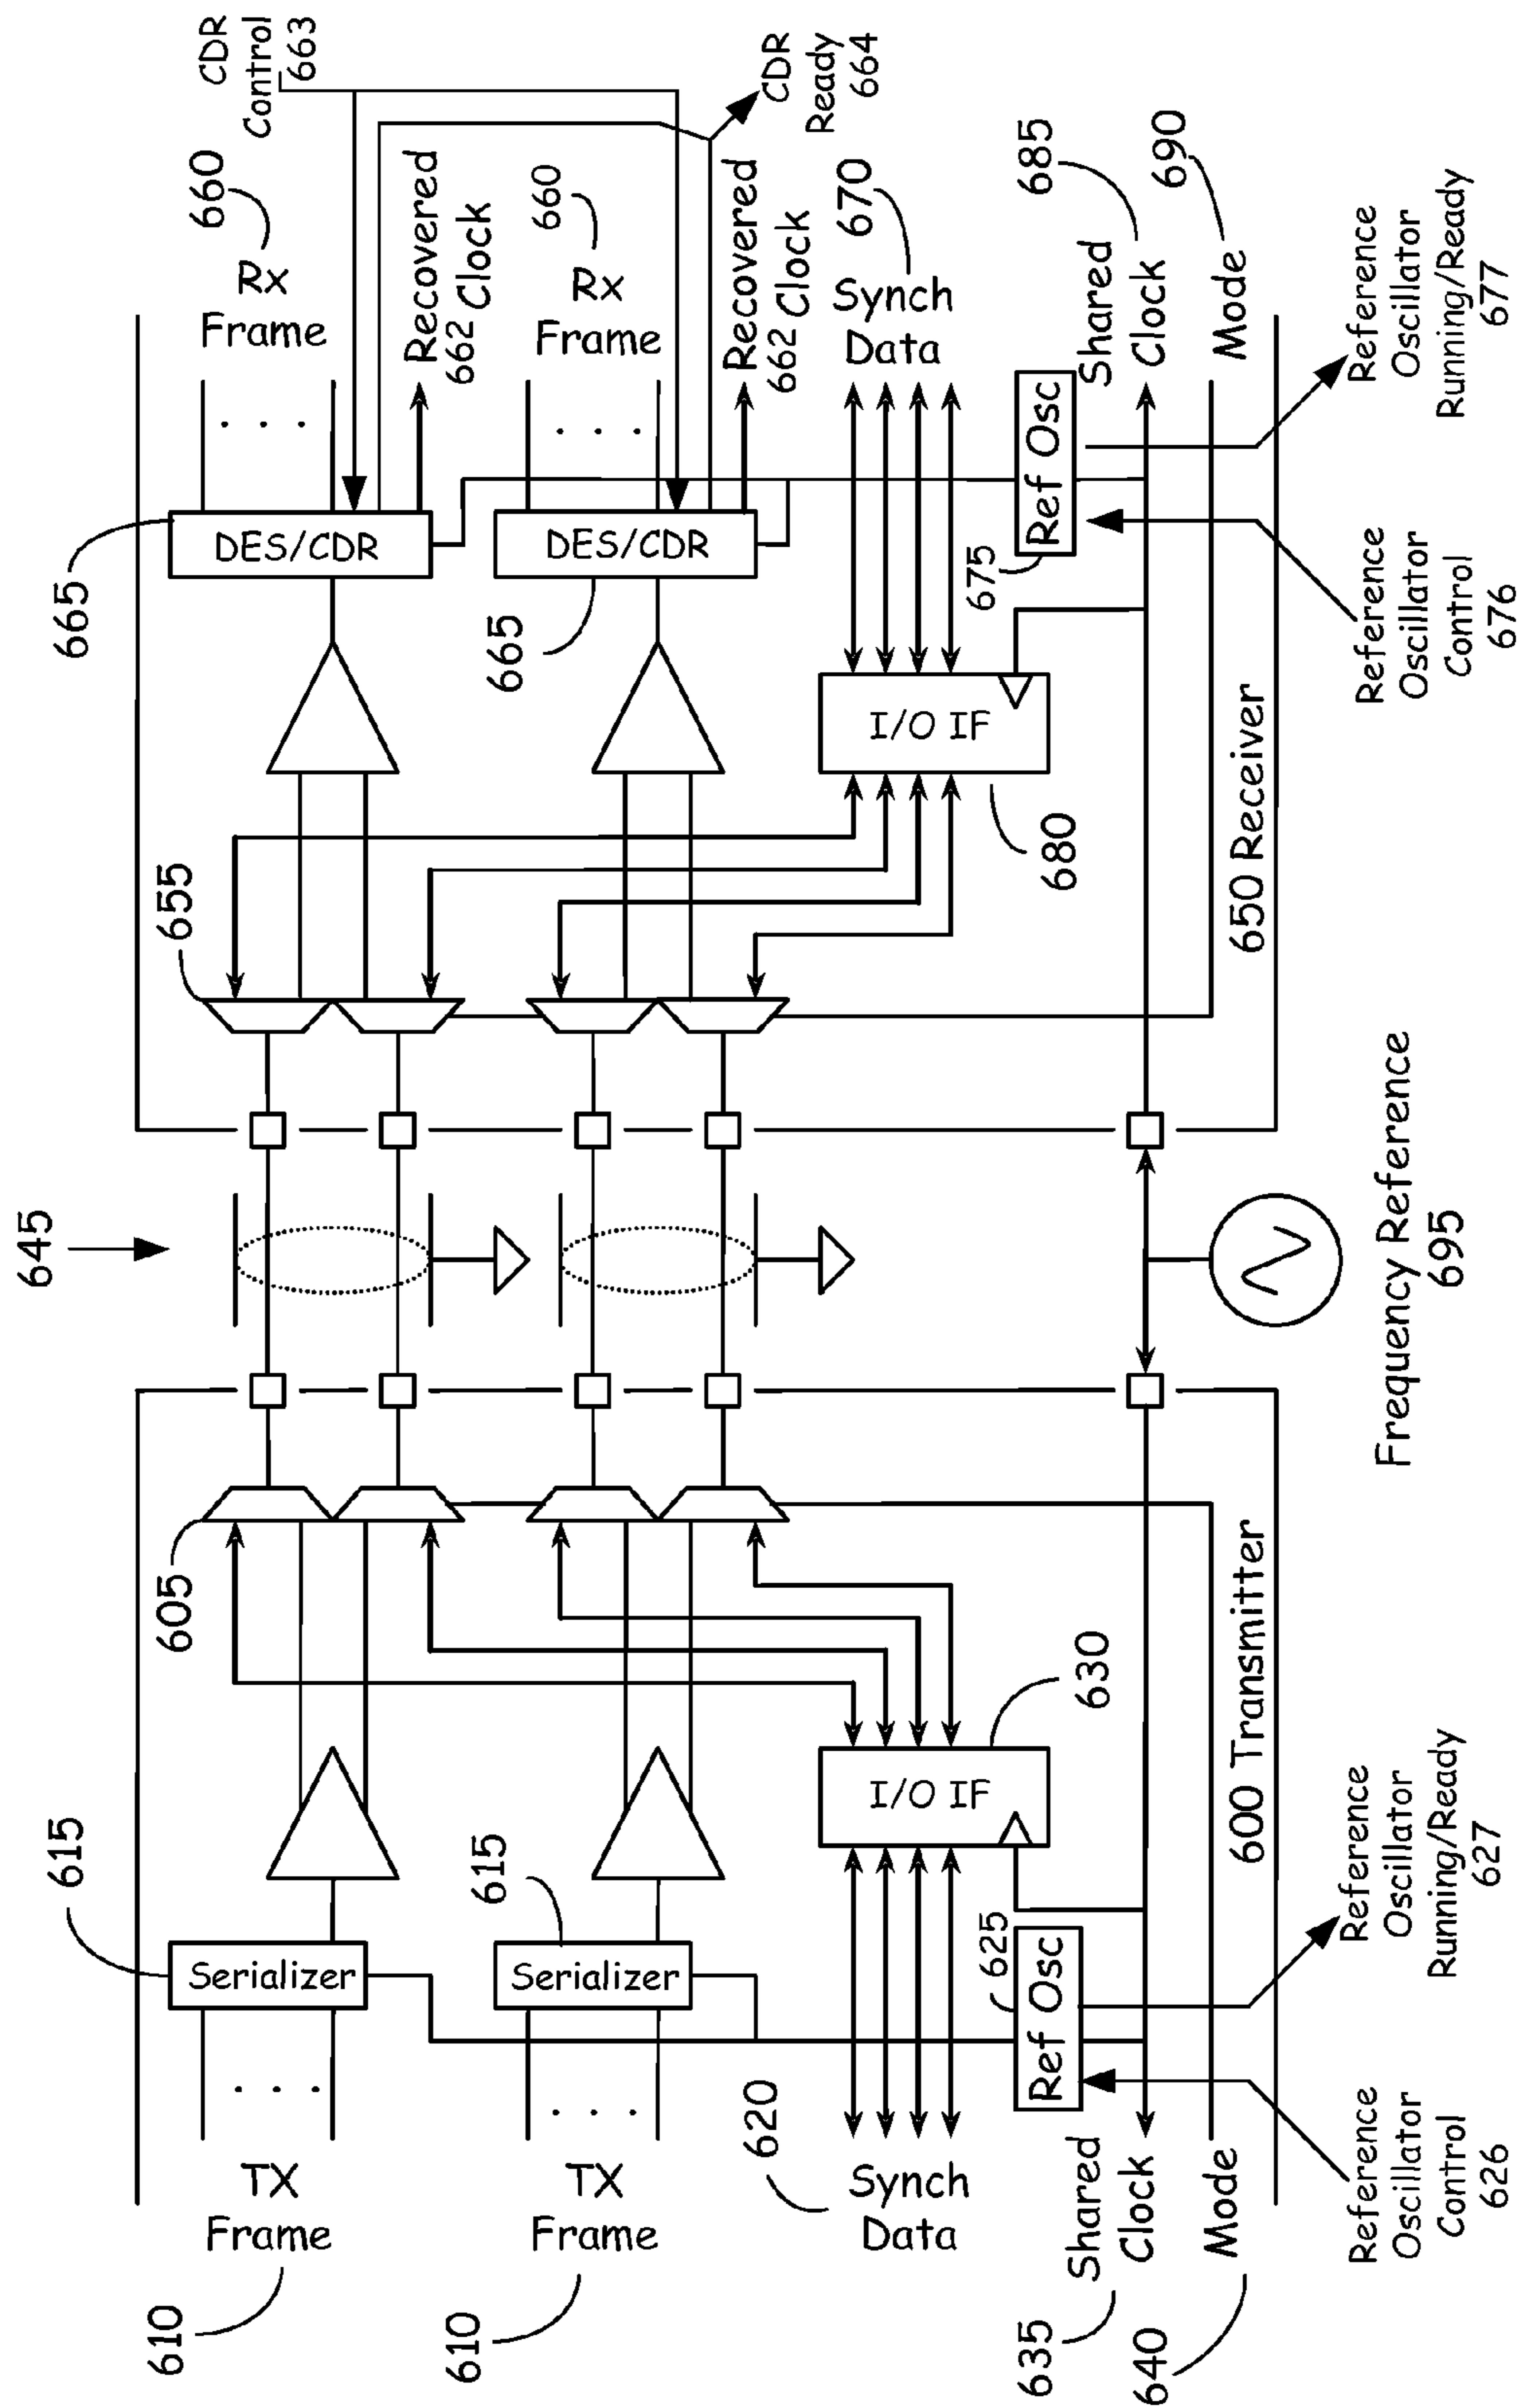 610
TX
Frame
615
Serializer
605
645
655
665
DES/CDR
660
Rx
Frame
CDR
Control
663
Recovered
662 Clock
610
TX
Frame
615
Serializer
665
DES/CDR
660
Rx
Frame
CDR
Ready
664
Recovered
662 Clock
620
Synch
Data
I/O IF
630
I/O IF
680
Synch
Data
670
625
Ref Osc
675
Ref Osc
635
Shared
Clock
Shared
Clock
685
640
Mode
600 Transmitter
650 Receiver
Mode
690
Reference
Oscillator
Control
626
Reference
Oscillator
Running/Ready
627
Frequency Reference
695
Reference
Oscillator
Control
676
Reference
Oscillator
Running/Ready
677